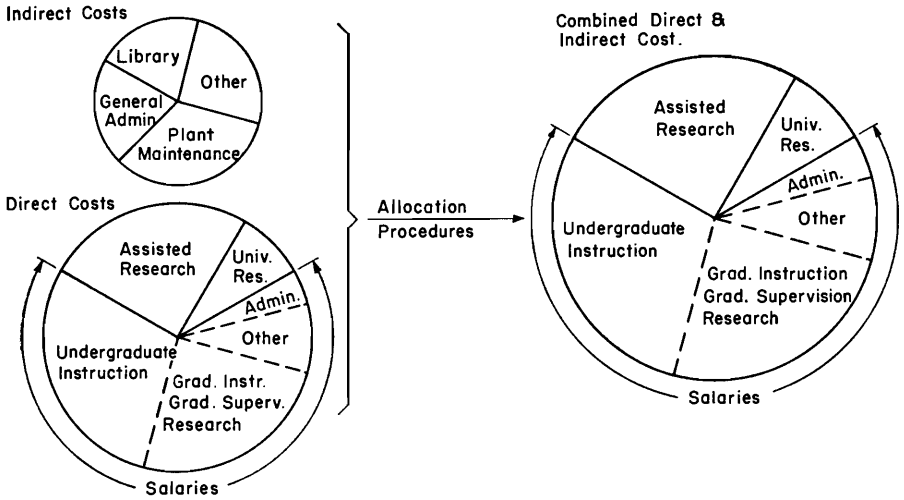 Indirect Costs
Library
Other
General
Admin
Plant
Maintenance
Direct Costs
Assisted
Research
Univ.
Res.
Admin.
Other
Undergraduate
Instruction
Grad. Instr.
Grad. Superv.
Research
Salaries
Allocation
Procedures
Combined Direct &
Indirect Cost.
Assisted
Research
Univ.
Res.
Admin.
Other
Undergraduate
Instruction
Grad. Instruction
Grad. Supervision
Research
Salaries